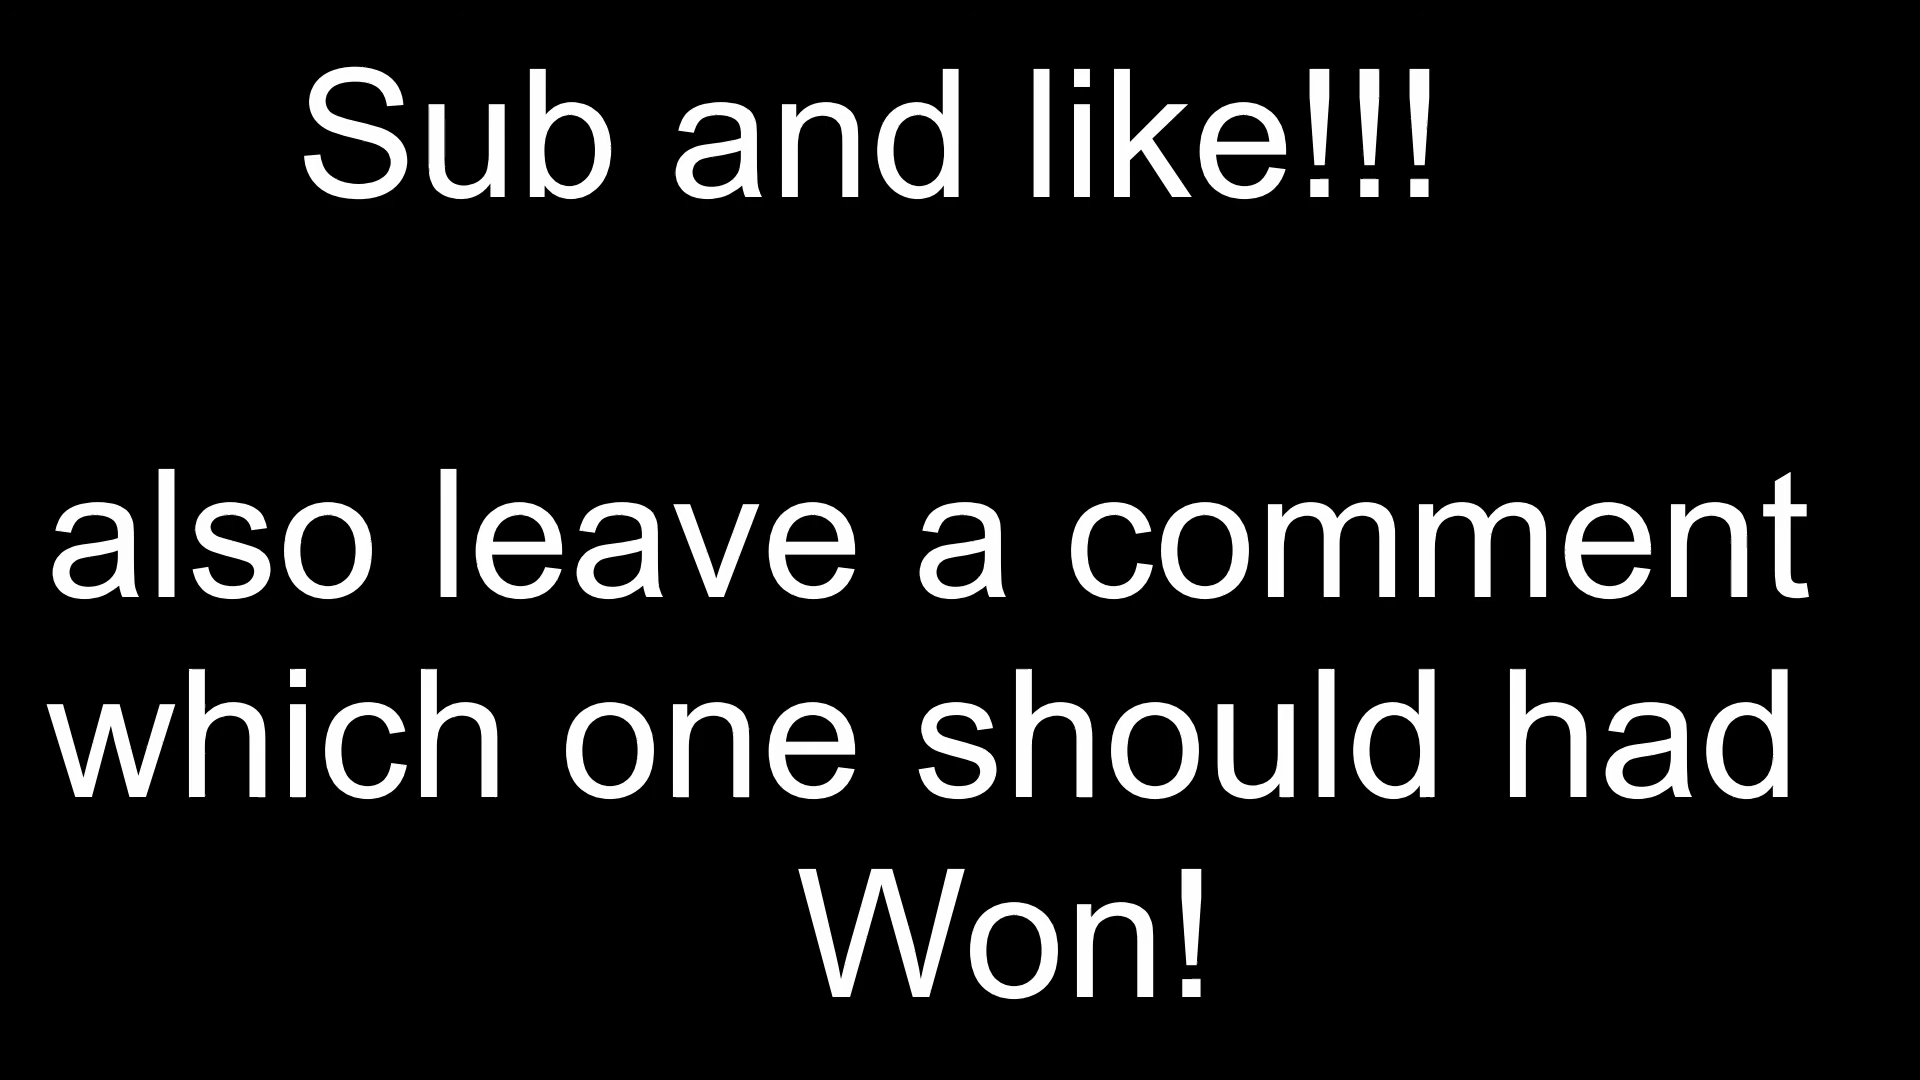 Sub and like!!!
also leave a comment
which one should had
Won!